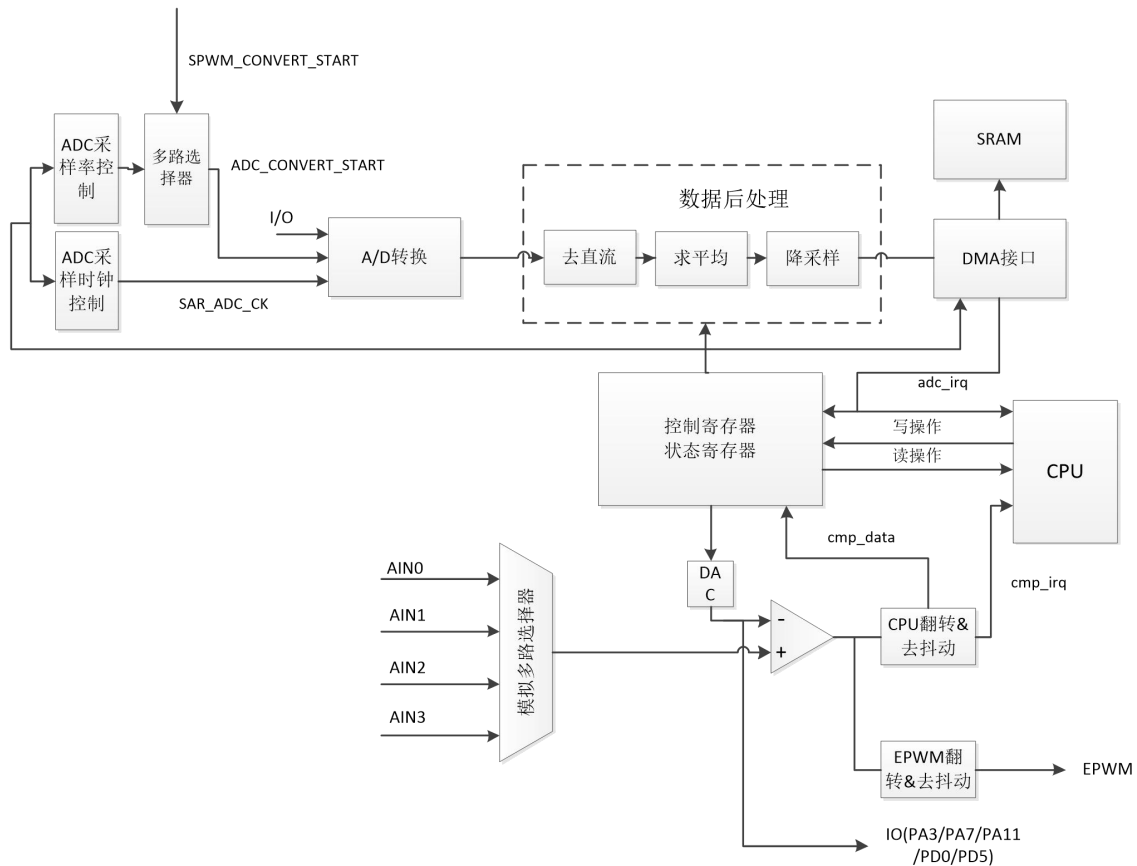 SPWM_CONVERT_START
ADC采
样率控
制
多路选
择器
ADC_CONVERT_START
I/O
ADC采
样时钟
控制
SAR_ADC_CK
A/D转换
数据后处理
去直流
求平均
降采样
SRAM
DMA接口
adc_irq
控制寄存器
状态寄存器
写操作
读操作
CPU
cmp_data
cmp_irq
DA
C
AIN0
AIN1
AIN2
AIN3
模拟多路选择器
-
+
CPU翻转&
去抖动
EPWM翻
转&去抖动
EPWM
IO(PA3/PA7/PA11
/PD0/PD5)